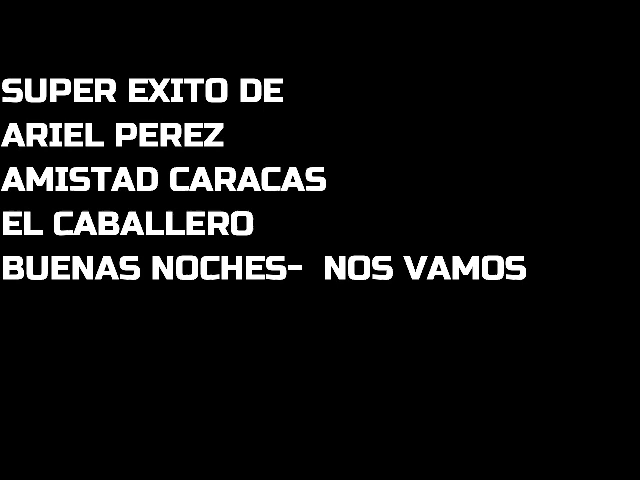 SUPER EXITO DE
ARIEL PEREZ
AMISTAD CARACAS
EL CABALLERO
BUENAS NOCHES-  NOS VAMOS